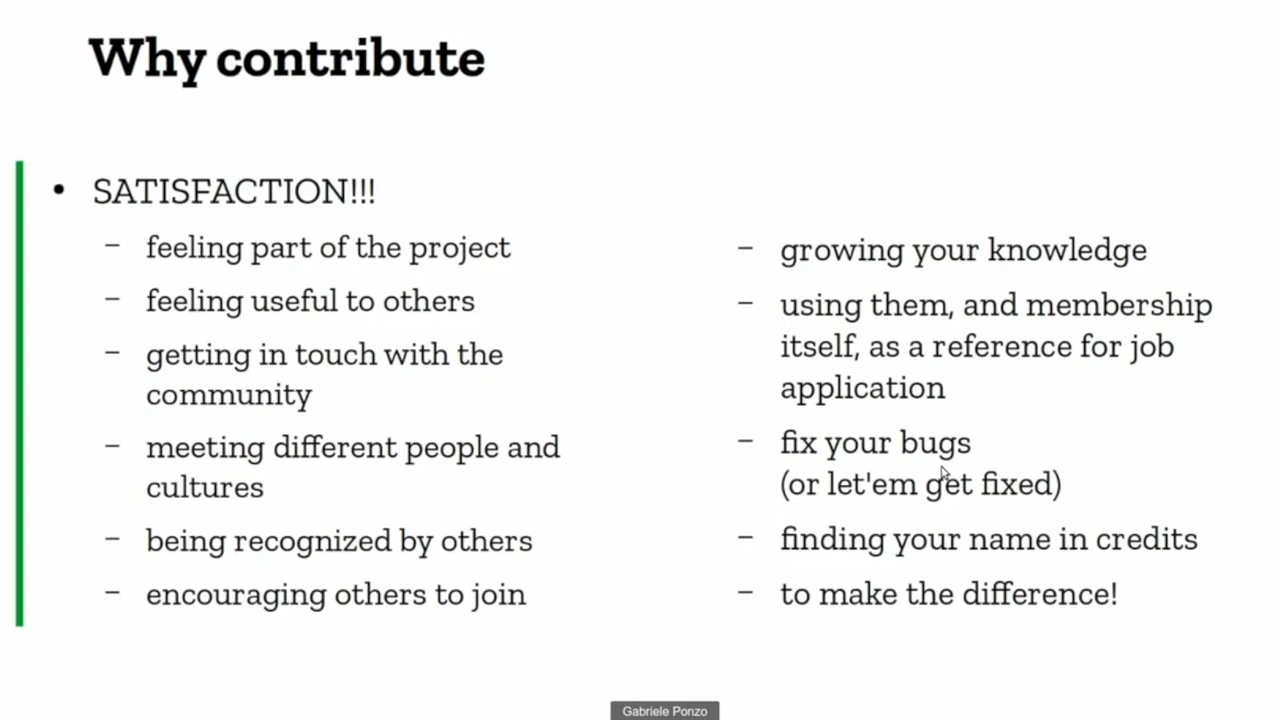 Why contribute
• SATISFACTION!!!
– feeling part of the project
– feeling useful to others
– getting in touch with the
community
– meeting different people and
cultures
– being recognized by others
– encouraging others to join
– growing your knowledge
– using them, and membership
itself, as a reference for job
application
– fix your bugs
(or let'em get fixed)
– finding your name in credits
– to make the difference!
Gabriele Ponzo